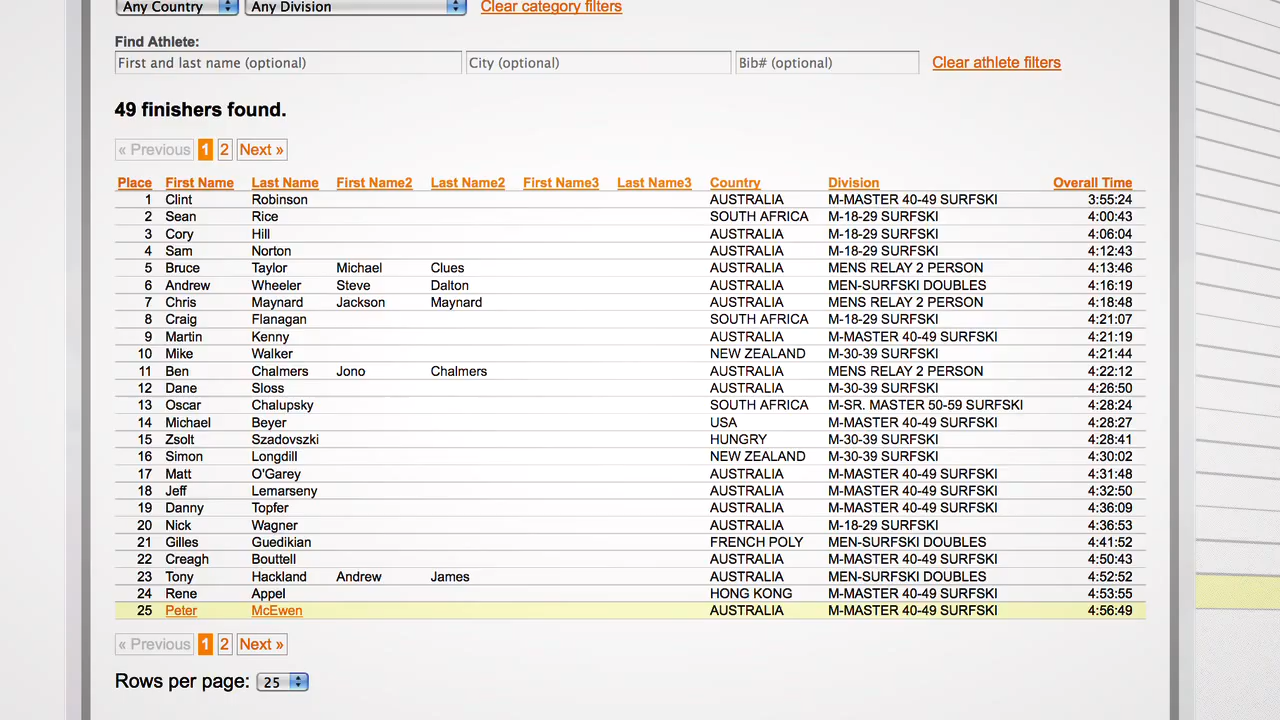 Any Country Any Division Clear category filters
Find Athlete:
First and last name (optional) City (optional) Bib# (optional) Clear athlete filters
49 finishers found.
« Previous 1 2 Next »
Place First Name Last Name First Name2 Last Name2 First Name3 Last Name3 Country Division Overall Time
1 Clint Robinson AUSTRALIA M-MASTER 40-49 SURFSKI 3:55:24
2 Sean Rice SOUTH AFRICA M-18-29 SURFSKI 4:00:43
3 Cory Hill AUSTRALIA M-18-29 SURFSKI 4:06:04
4 Sam Norton AUSTRALIA M-18-29 SURFSKI 4:12:43
5 Bruce Taylor Michael Clues AUSTRALIA MENS RELAY 2 PERSON 4:13:46
6 Andrew Wheeler Steve Dalton AUSTRALIA MEN-SURFSKI DOUBLES 4:16:19
7 Chris Maynard Jackson Maynard AUSTRALIA MENS RELAY 2 PERSON 4:18:48
8 Craig Flanagan SOUTH AFRICA M-18-29 SURFSKI 4:21:07
9 Martin Kenny AUSTRALIA M-MASTER 40-49 SURFSKI 4:21:19
10 Mike Walker NEW ZEALAND M-30-39 SURFSKI 4:21:44
11 Ben Chalmers Jono Chalmers AUSTRALIA MENS RELAY 2 PERSON 4:22:12
12 Dane Sloss AUSTRALIA M-30-39 SURFSKI 4:26:50
13 Oscar Chalupsky SOUTH AFRICA M-SR. MASTER 50-59 SURFSKI 4:28:24
14 Michael Beyer USA M-MASTER 40-49 SURFSKI 4:28:27
15 Zsolt Szadovszki HUNGRY M-30-39 SURFSKI 4:28:41
16 Simon Longdill NEW ZEALAND M-30-39 SURFSKI 4:30:02
17 Matt O'Garey AUSTRALIA M-MASTER 40-49 SURFSKI 4:31:48
18 Jeff Lemarseny AUSTRALIA M-MASTER 40-49 SURFSKI 4:32:50
19 Danny Topfer AUSTRALIA M-MASTER 40-49 SURFSKI 4:36:09
20 Nick Wagner AUSTRALIA M-18-29 SURFSKI 4:36:53
21 Gilles Guedikian FRENCH POLY MEN-SURFSKI DOUBLES 4:41:52
22 Creagh Bouttell AUSTRALIA M-MASTER 40-49 SURFSKI 4:50:43
23 Tony Hackland Andrew James AUSTRALIA MEN-SURFSKI DOUBLES 4:52:52
24 Rene Appel HONG KONG M-MASTER 40-49 SURFSKI 4:53:55
25 Peter McEwen AUSTRALIA M-MASTER 40-49 SURFSKI 4:56:49
« Previous 1 2 Next »
Rows per page: 25